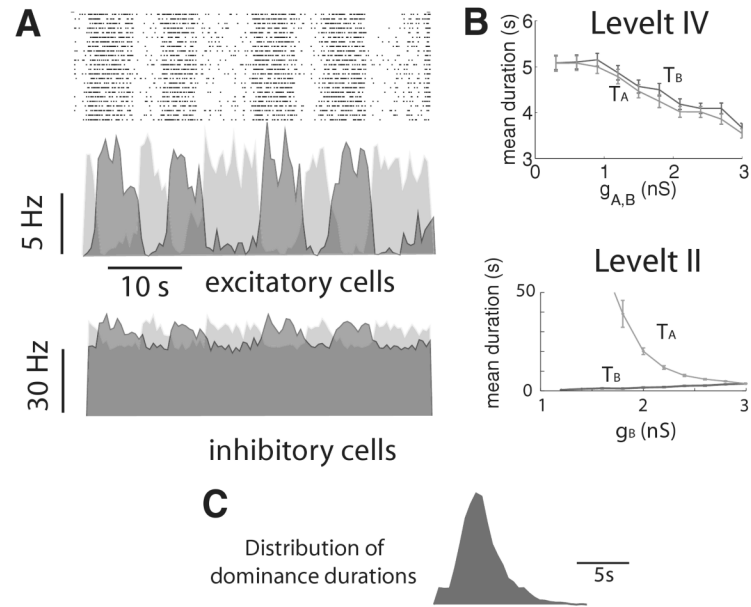 A
5 Hz
10 s
excitatory cells
30 Hz
inhibitory cells
B
Levelt IV
mean duration (s)
6
5
4
3
T_B
T_A
0
1
2
3
g_A,B (nS)
Levelt II
mean duration (s)
50
0
T_A
T_B
1
2
3
g_B (nS)
C
Distribution of
dominance durations
5s